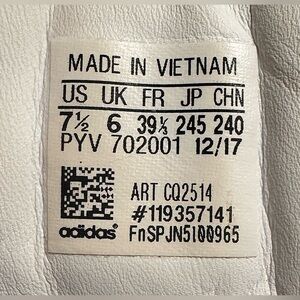 MADE IN VIETNAM
US UK FR JP CHN
7½ 6 39⅓ 245 240
PYV 702001 12/17
ART CQ2514
#119357141
adidas FnSPJN5100965